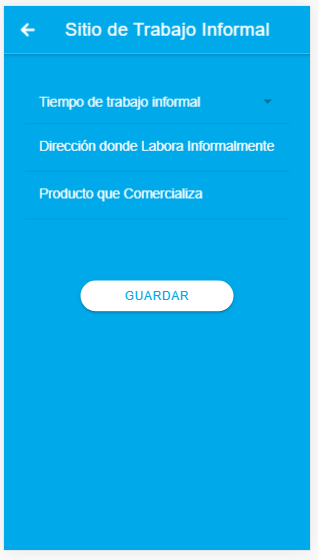 Sitio de Trabajo Informal
Tiempo de trabajo informal
Dirección donde Labora Informalmente
Producto que Comercializa
GUARDAR